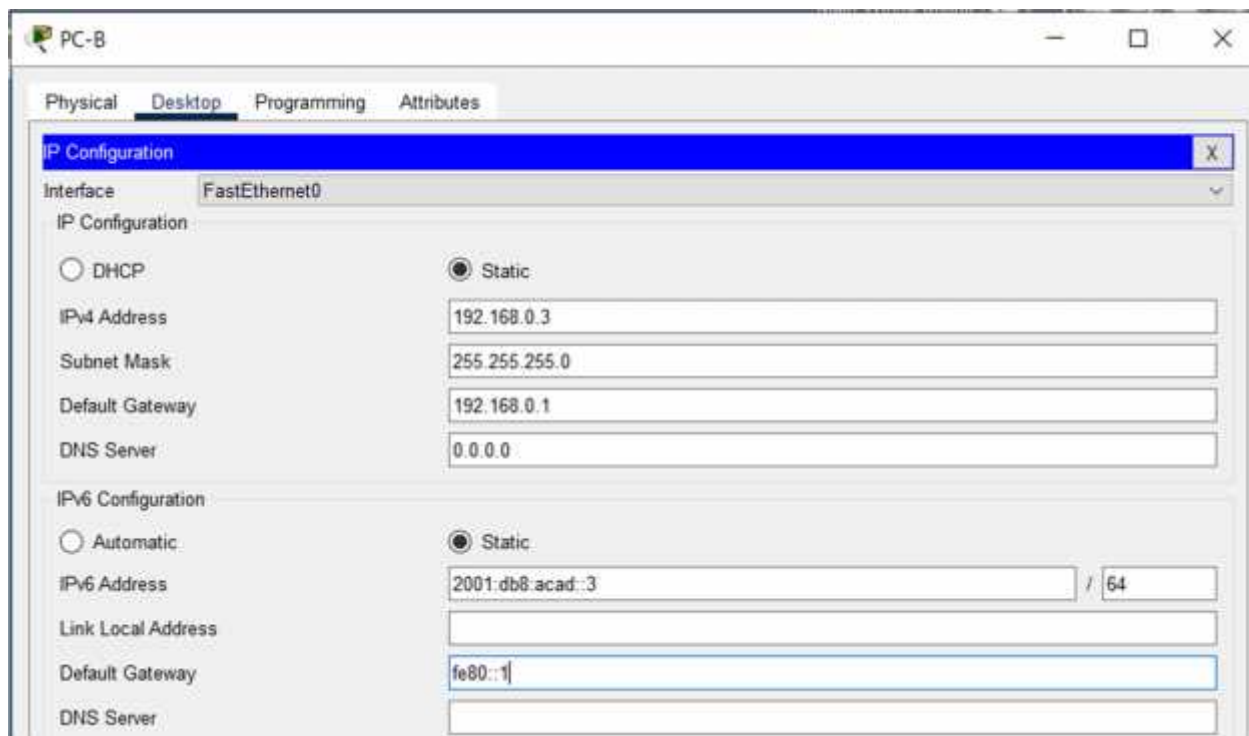 PC-B
Physical Desktop Programming Attributes
IP Configuration X
Interface FastEthernet0
IP Configuration
DHCP Static
IPv4 Address 192.168.0.3
Subnet Mask 255.255.255.0
Default Gateway 192.168.0.1
DNS Server 0.0.0.0
IPv6 Configuration
Automatic Static
IPv6 Address 2001:db8:acad::3 / 64
Link Local Address
Default Gateway fe80::1
DNS Server